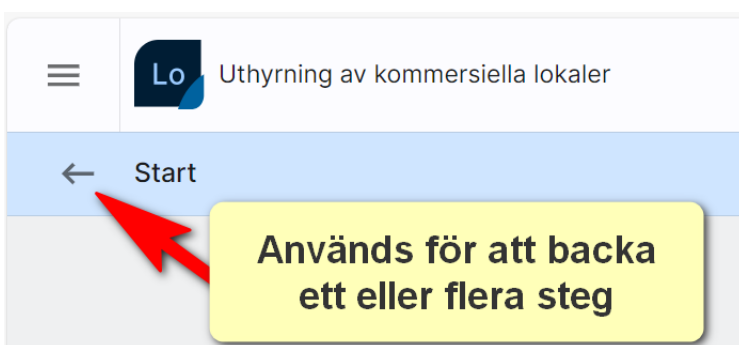 Lo Uthyrning av kommersiella lokaler
Start
Används för att backa
ett eller flera steg